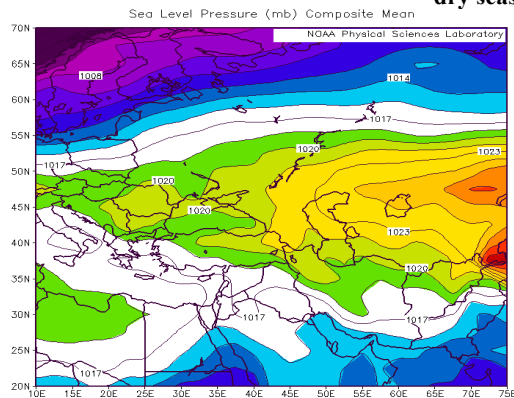 dry seas
Sea Level Pressure (mb) Composite Mean
NOAA Physical Sciences Laboratory
70N
65N
60N
55N
50N
45N
40N
35N
30N
25N
20N
1008
1014
1017
1017
1020
1023
1020
1020
1023
1020
1017
1017
1017
10E 15E 20E 25E 30E 35E 40E 45E 50E 55E 60E 65E 70E 75E